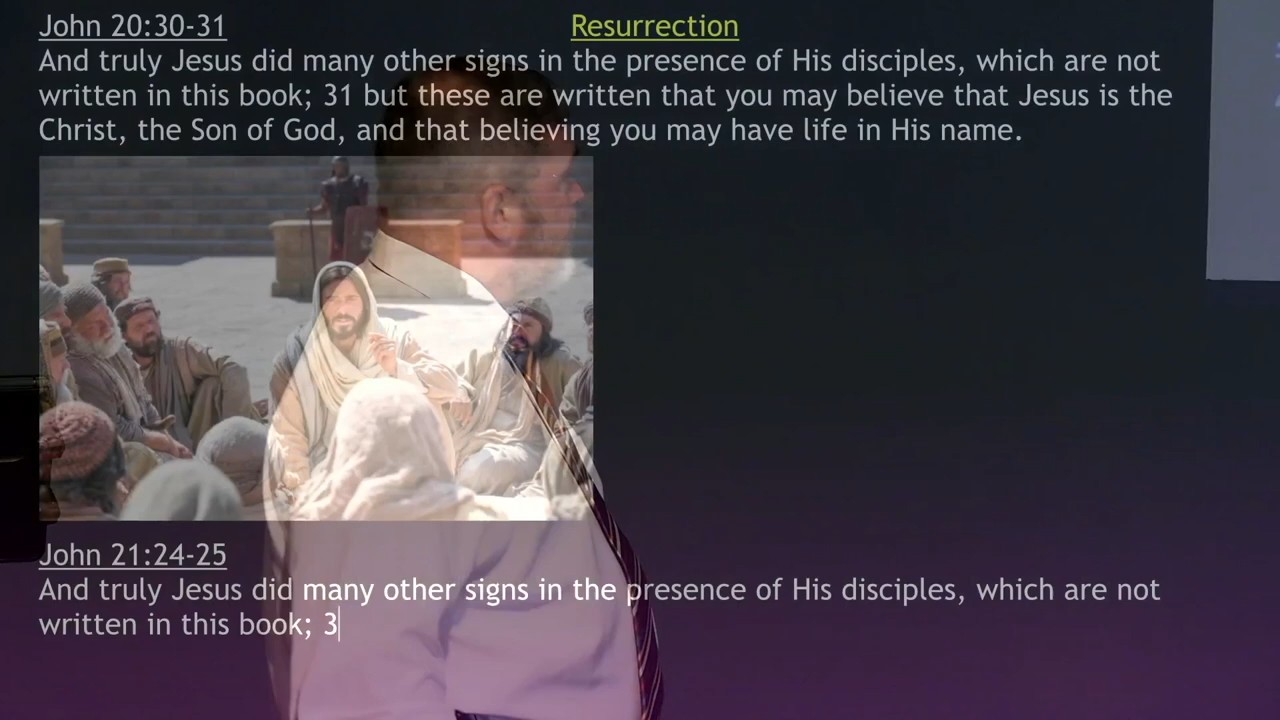 John 20:30-31 Resurrection
And truly Jesus did many other signs in the presence of His disciples, which are not
written in this book; 31 but these are written that you may believe that Jesus is the
Christ, the Son of God, and that believing you may have life in His name.
John 21:24-25
And truly Jesus did many other signs in the presence of His disciples, which are not
written in this book; 3